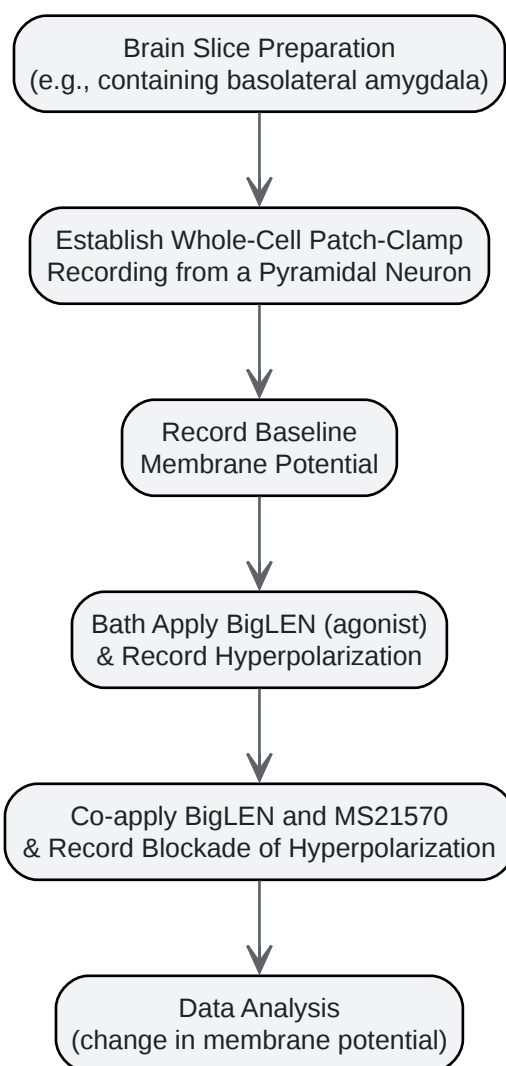 Brain Slice Preparation
(e.g., containing basolateral amygdala)
Establish Whole-Cell Patch-Clamp
Recording from a Pyramidal Neuron
Record Baseline
Membrane Potential
Bath Apply BigLEN (agonist)
& Record Hyperpolarization
Co-apply BigLEN and MS21570
& Record Blockade of Hyperpolarization
Data Analysis
(change in membrane potential)